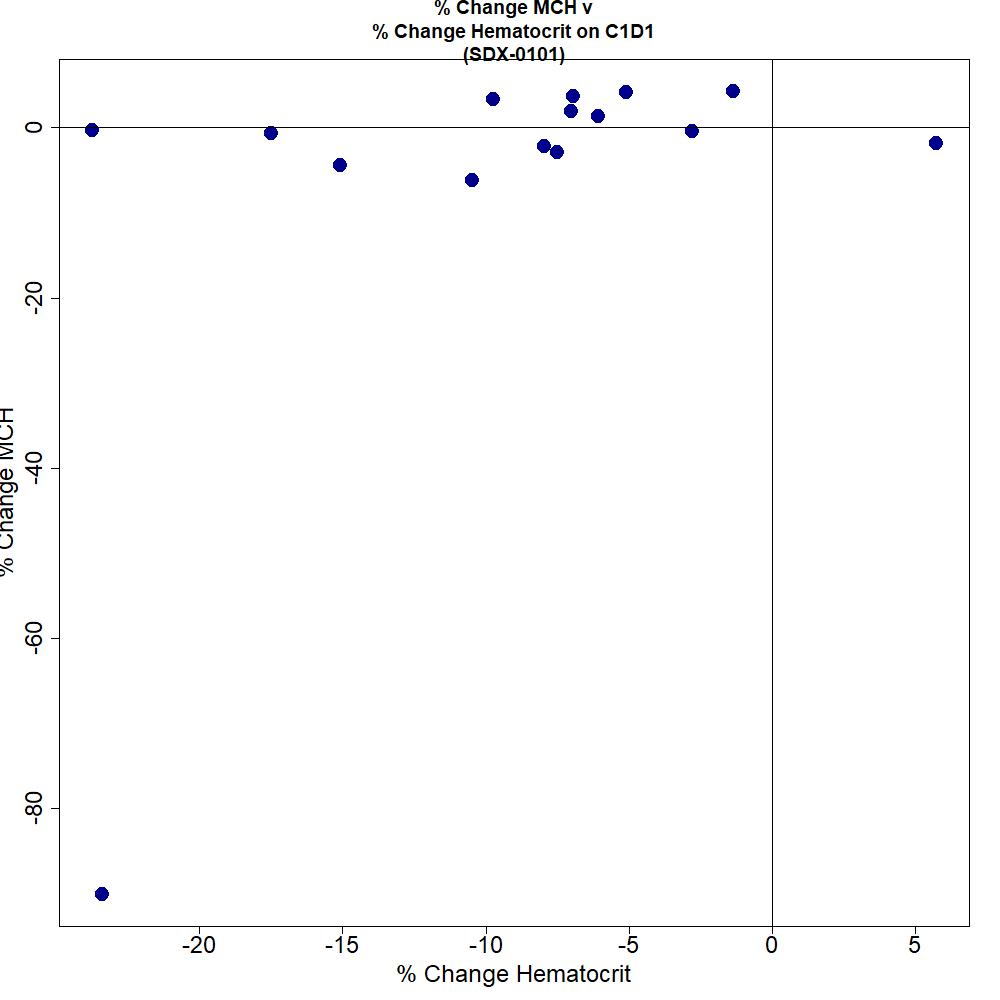 % Change MCH v
% Change Hematocrit on C1D1
(SDX-0101)
% Change MCH
0
-20
-40
-60
-80
-20
-15
-10
-5
0
5
% Change Hematocrit